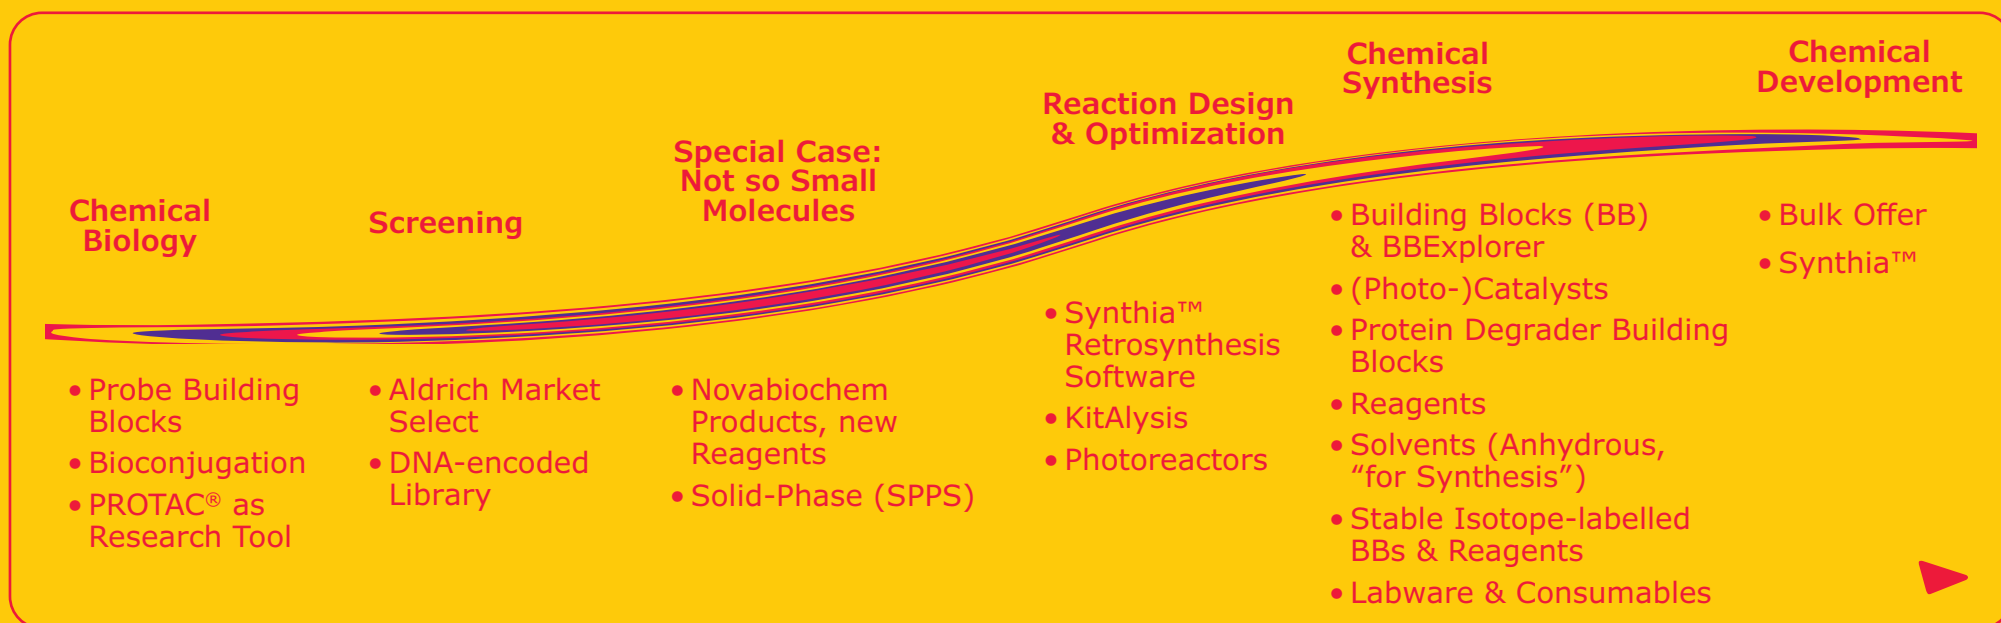 Chemical
Biology
• Probe Building
Blocks
• Bioconjugation
• PROTAC® as
Research Tool
Screening
• Aldrich Market
Select
• DNA-encoded
Library
Special Case:
Not so Small
Molecules
• Novabiochem
Products, new
Reagents
• Solid-Phase (SPPS)
Reaction Design
& Optimization
• Synthia™
Retrosynthesis
Software
• KitAlysis
• Photoreactors
Chemical
Synthesis
• Building Blocks (BB)
& BBExplorer
• (Photo-)Catalysts
• Protein Degrader Building
Blocks
• Reagents
• Solvents (Anhydrous,
“for Synthesis”)
• Stable Isotope-labelled
BBs & Reagents
• Labware & Consumables
Chemical
Development
• Bulk Offer
• Synthia™